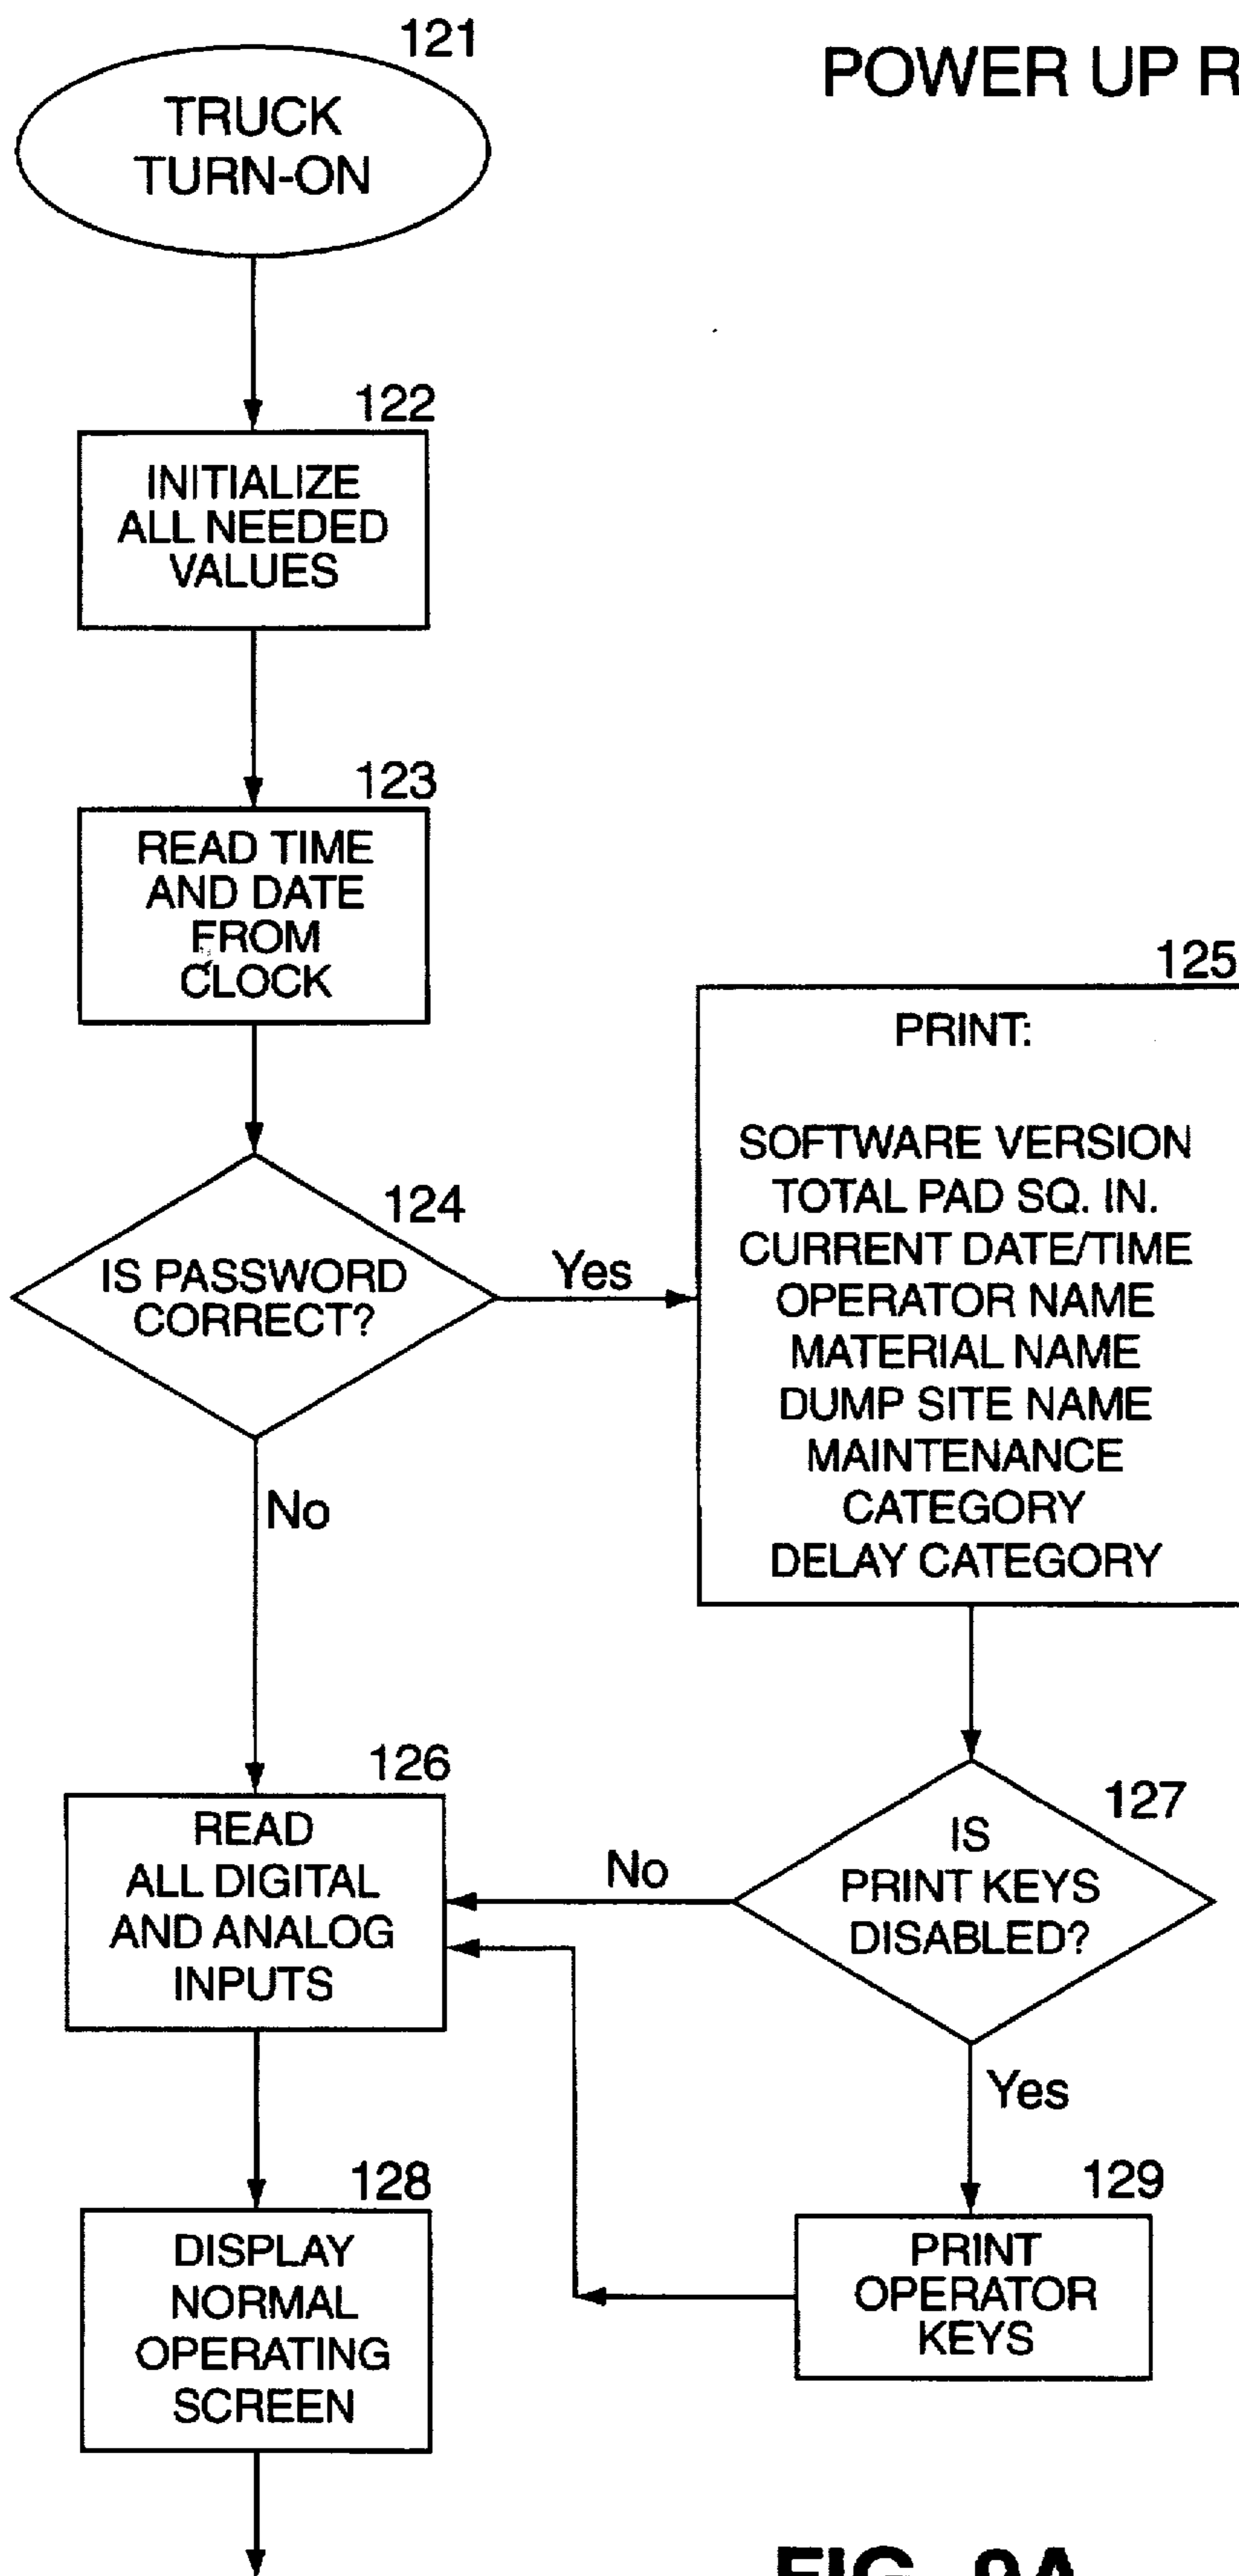 121
POWER UP R
TRUCK
TURN-ON
122
INITIALIZE
ALL NEEDED
VALUES
123
READ TIME
AND DATE
FROM
CLOCK
125
PRINT:
SOFTWARE VERSION
TOTAL PAD SQ. IN.
CURRENT DATE/TIME
OPERATOR NAME
MATERIAL NAME
DUMP SITE NAME
MAINTENANCE
CATEGORY
DELAY CATEGORY
124
IS PASSWORD
CORRECT?
Yes
No
126
READ
ALL DIGITAL
AND ANALOG
INPUTS
127
IS
PRINT KEYS
DISABLED?
No
Yes
128
DISPLAY
NORMAL
OPERATING
SCREEN
129
PRINT
OPERATOR
KEYS
FIG. 9A